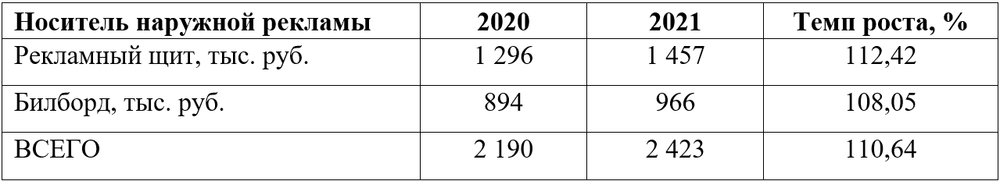 Носитель наружной рекламы 2020 2021 Темп роста, %
Рекламный щит, тыс. руб. 1 296 1 457 112,42
Билборд, тыс. руб. 894 966 108,05
ВСЕГО 2 190 2 423 110,64